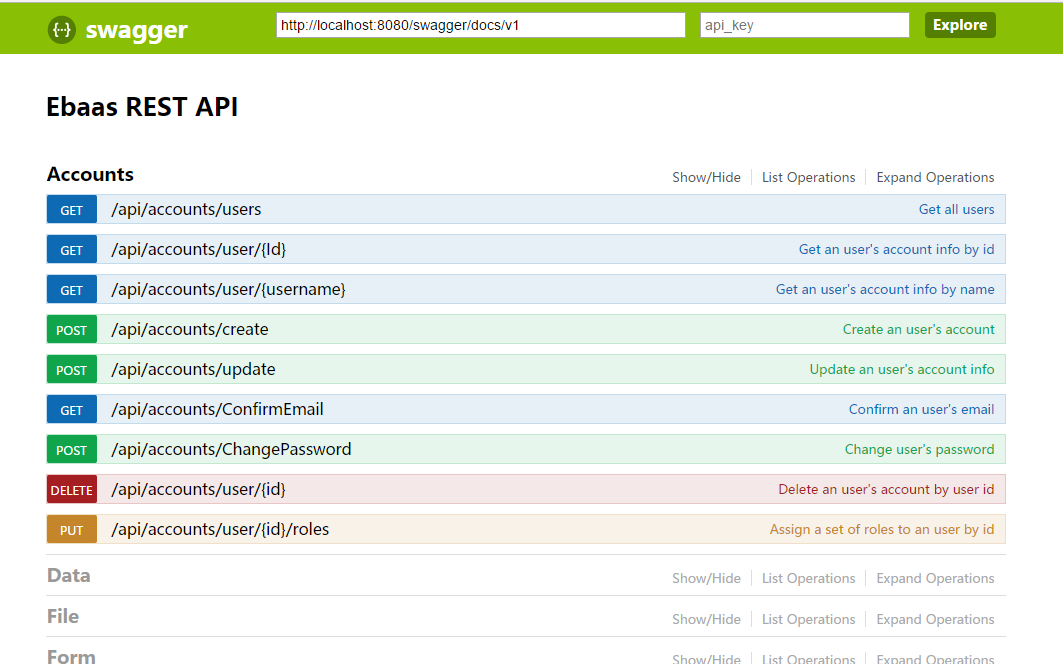 {··} swagger http://localhost:8080/swagger/docs/v1 api_key Explore
Ebaas REST API
Accounts Show/Hide List Operations Expand Operations
GET /api/accounts/users Get all users
GET /api/accounts/user/{Id} Get an user's account info by id
GET /api/accounts/user/{username} Get an user's account info by name
POST /api/accounts/create Create an user's account
POST /api/accounts/update Update an user's account info
GET /api/accounts/ConfirmEmail Confirm an user's email
POST /api/accounts/ChangePassword Change user's password
DELETE /api/accounts/user/{id} Delete an user's account by user id
PUT /api/accounts/user/{id}/roles Assign a set of roles to an user by id
Data Show/Hide List Operations Expand Operations
File Show/Hide List Operations Expand Operations
Form Show/Hide List Operations Expand Operations